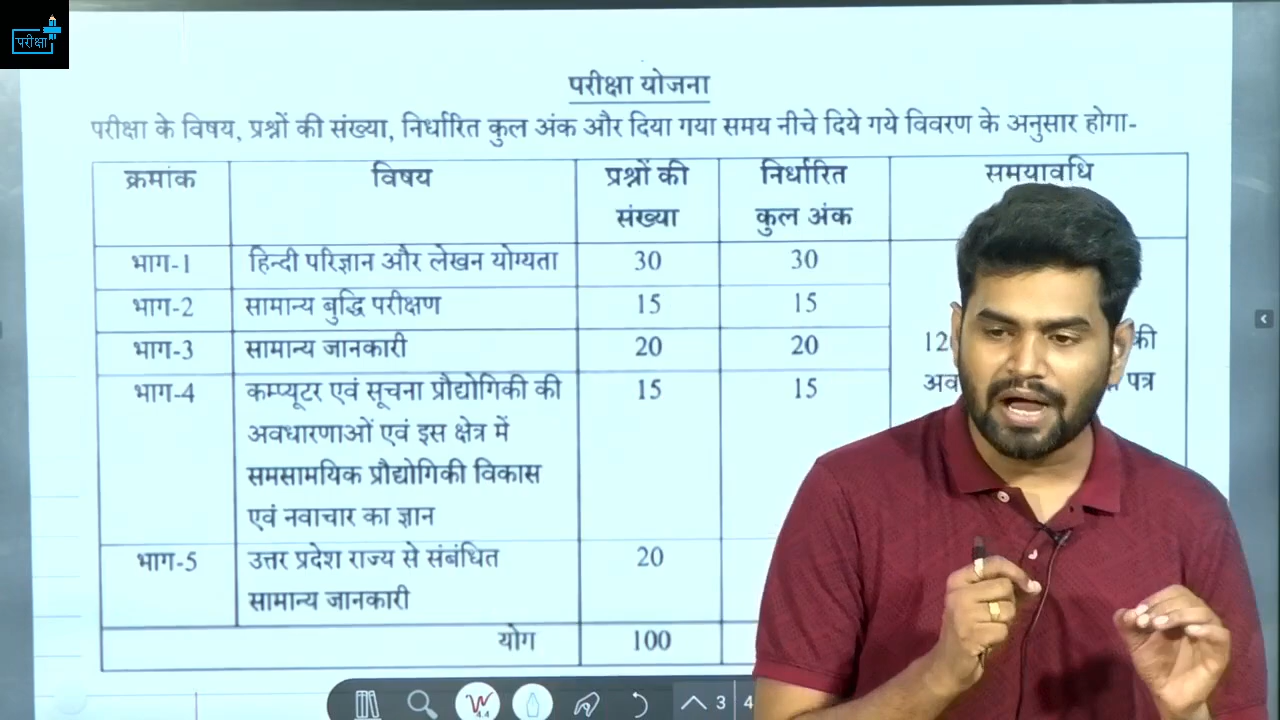 परीक्षा
परीक्षा योजना
परीक्षा के विषय, प्रश्नों की संख्या, निर्धारित कुल अंक और दिया गया समय नीचे दिये गये विवरण के अनुसार होगा-
क्रमांक विषय प्रश्नों की संख्या निर्धारित कुल अंक समयावधि
भाग-1 हिन्दी परिज्ञान और लेखन योग्यता 30 30
भाग-2 सामान्य बुद्धि परीक्षण 15 15
भाग-3 सामान्य जानकारी 20 20
की
पत्र
भाग-4 कम्प्यूटर एवं सूचना प्रौद्योगिकी की 15 15
अवधारणाओं एवं इस क्षेत्र में
समसामयिक प्रौद्योगिकी विकास
एवं नवाचार का ज्ञान
भाग-5 उत्तर प्रदेश राज्य से संबंधित 20
सामान्य जानकारी
योग 100
4.4
3 4